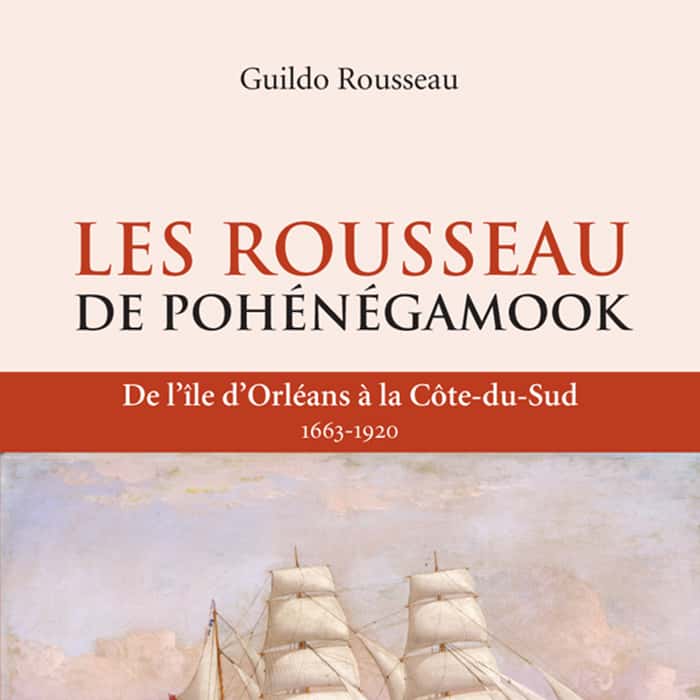 Guildo Rousseau
LES ROUSSEAU
DE POHÉNÉGAMOOK
De l’île d’Orléans à la Côte-du-Sud
1663-1920